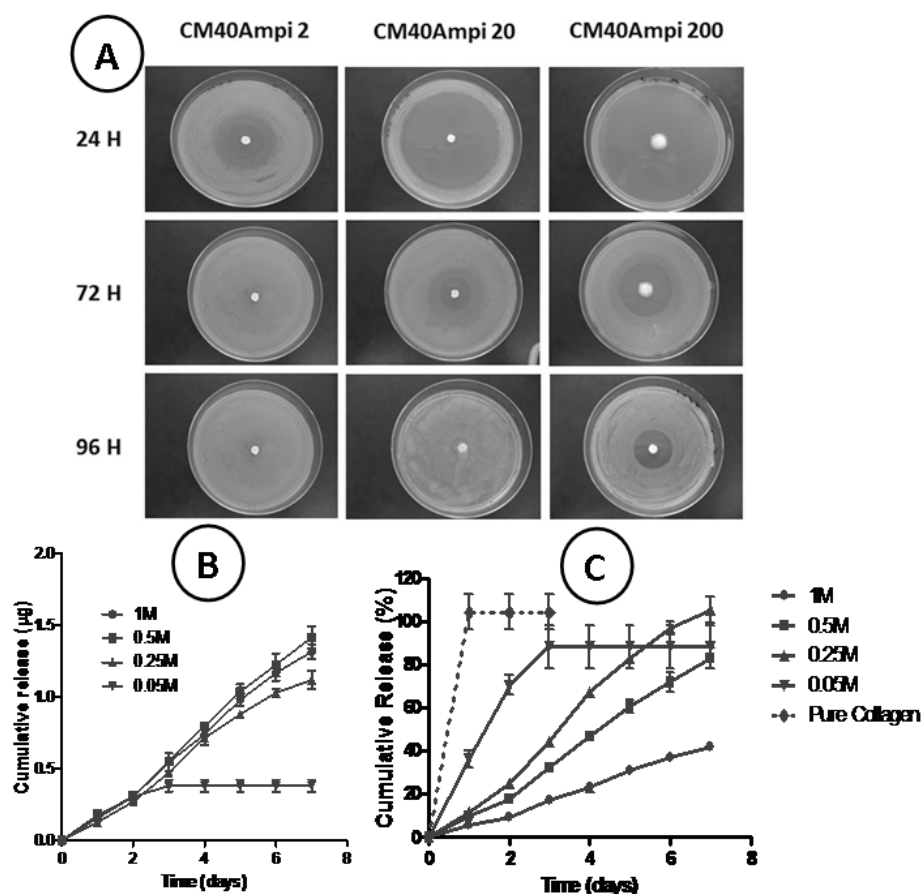 A
CM40Ampi 2 CM40Ampi 20 CM40Ampi 200
24 H
72 H
96 H
B
Cumulative release (µg)
2.0
1.5
1.0
0.5
0.0
1M
0.5M
0.25M
0.05M
0 2 4 6 8
Time (days)
C
Cumulative Release (%)
120
100
80
60
40
20
0
1M
0.5M
0.25M
0.05M
Pure Collagen
0 2 4 6 8
Time (days)